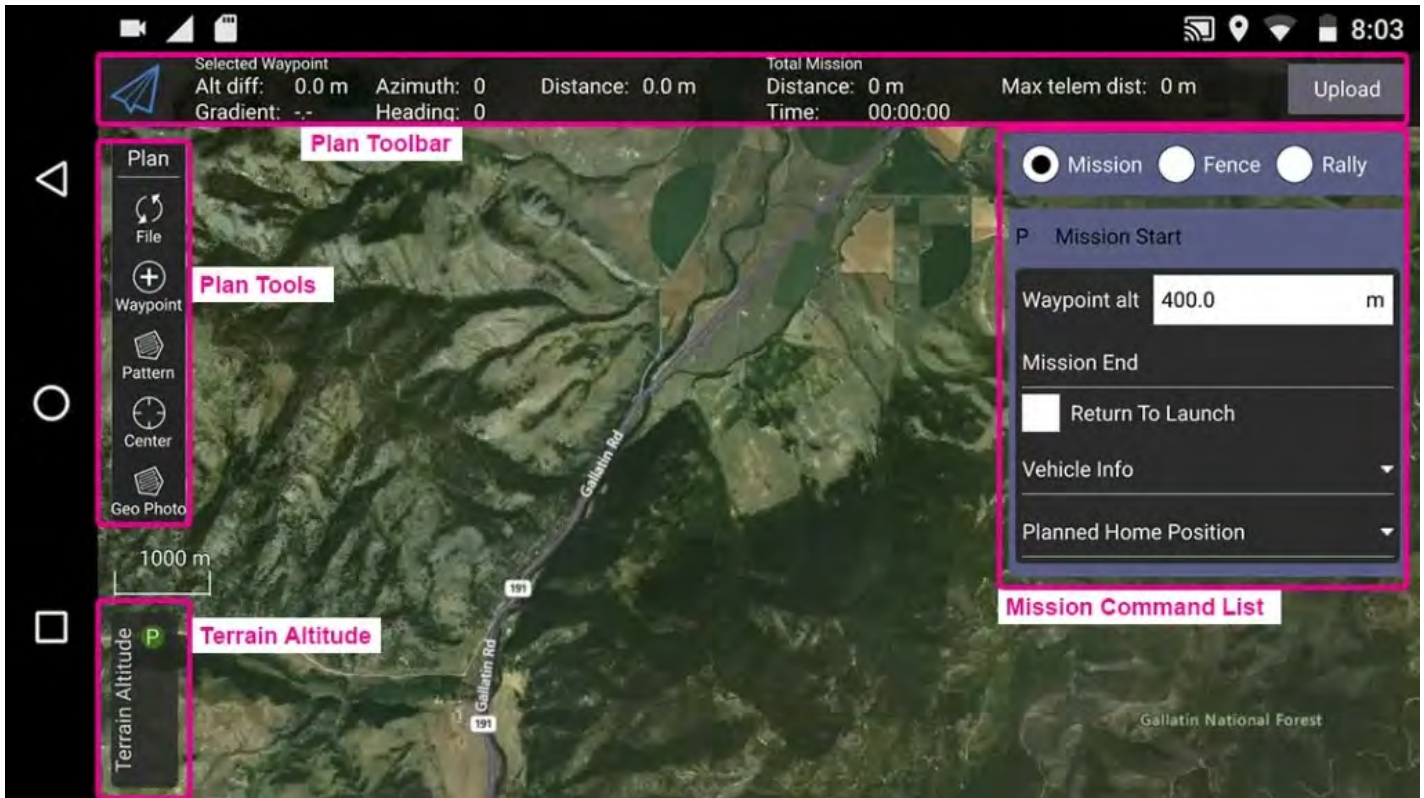 8:03
Selected Waypoint
Alt diff: 0.0 m Azimuth: 0 Distance: 0.0 m
Gradient: -.- Heading: 0
Total Mission
Distance: 0 m Max telem dist: 0 m
Time: 00:00:00
Upload
Plan Toolbar
Plan
File
Waypoint
Pattern
Center
Geo Photo
Plan Tools
1000 m
Terrain Altitude
P
Terrain Altitude
Mission Fence Rally
P Mission Start
Waypoint alt 400.0 m
Mission End
Return To Launch
Vehicle Info
Planned Home Position
Mission Command List
Gallatin Rd
191
Gallatin Rd
191
Gallatin National Forest